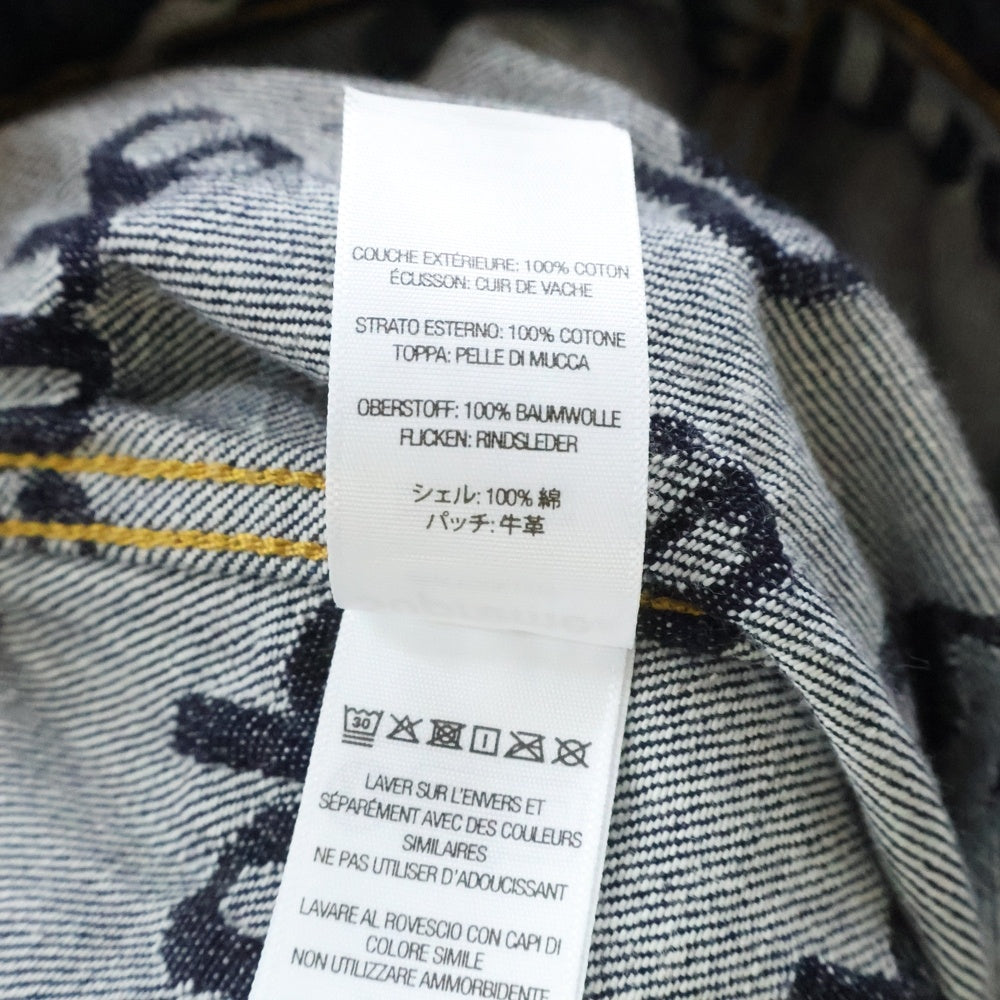 COUCHE EXTÉRIEURE: 100% COTON
ÉCUSSON: CUIR DE VACHE
STRATO ESTERNO: 100% COTONE
TOPPA: PELLE DI MUCCA
OBERSTOFF: 100% BAUMWOLLE
FLICKEN: RINDSLEDER
シェル: 100% 綿
パッチ: 牛革
30
LAVER SUR L'ENVERS ET
SÉPARÉMENT AVEC DES COULEURS
SIMILAIRES
NE PAS UTILISER D'ADOUCISSANT
LAVARE AL ROVESCIO CON CAPI DI
COLORE SIMILE
NON UTILIZZARE AMMORBIDENTE